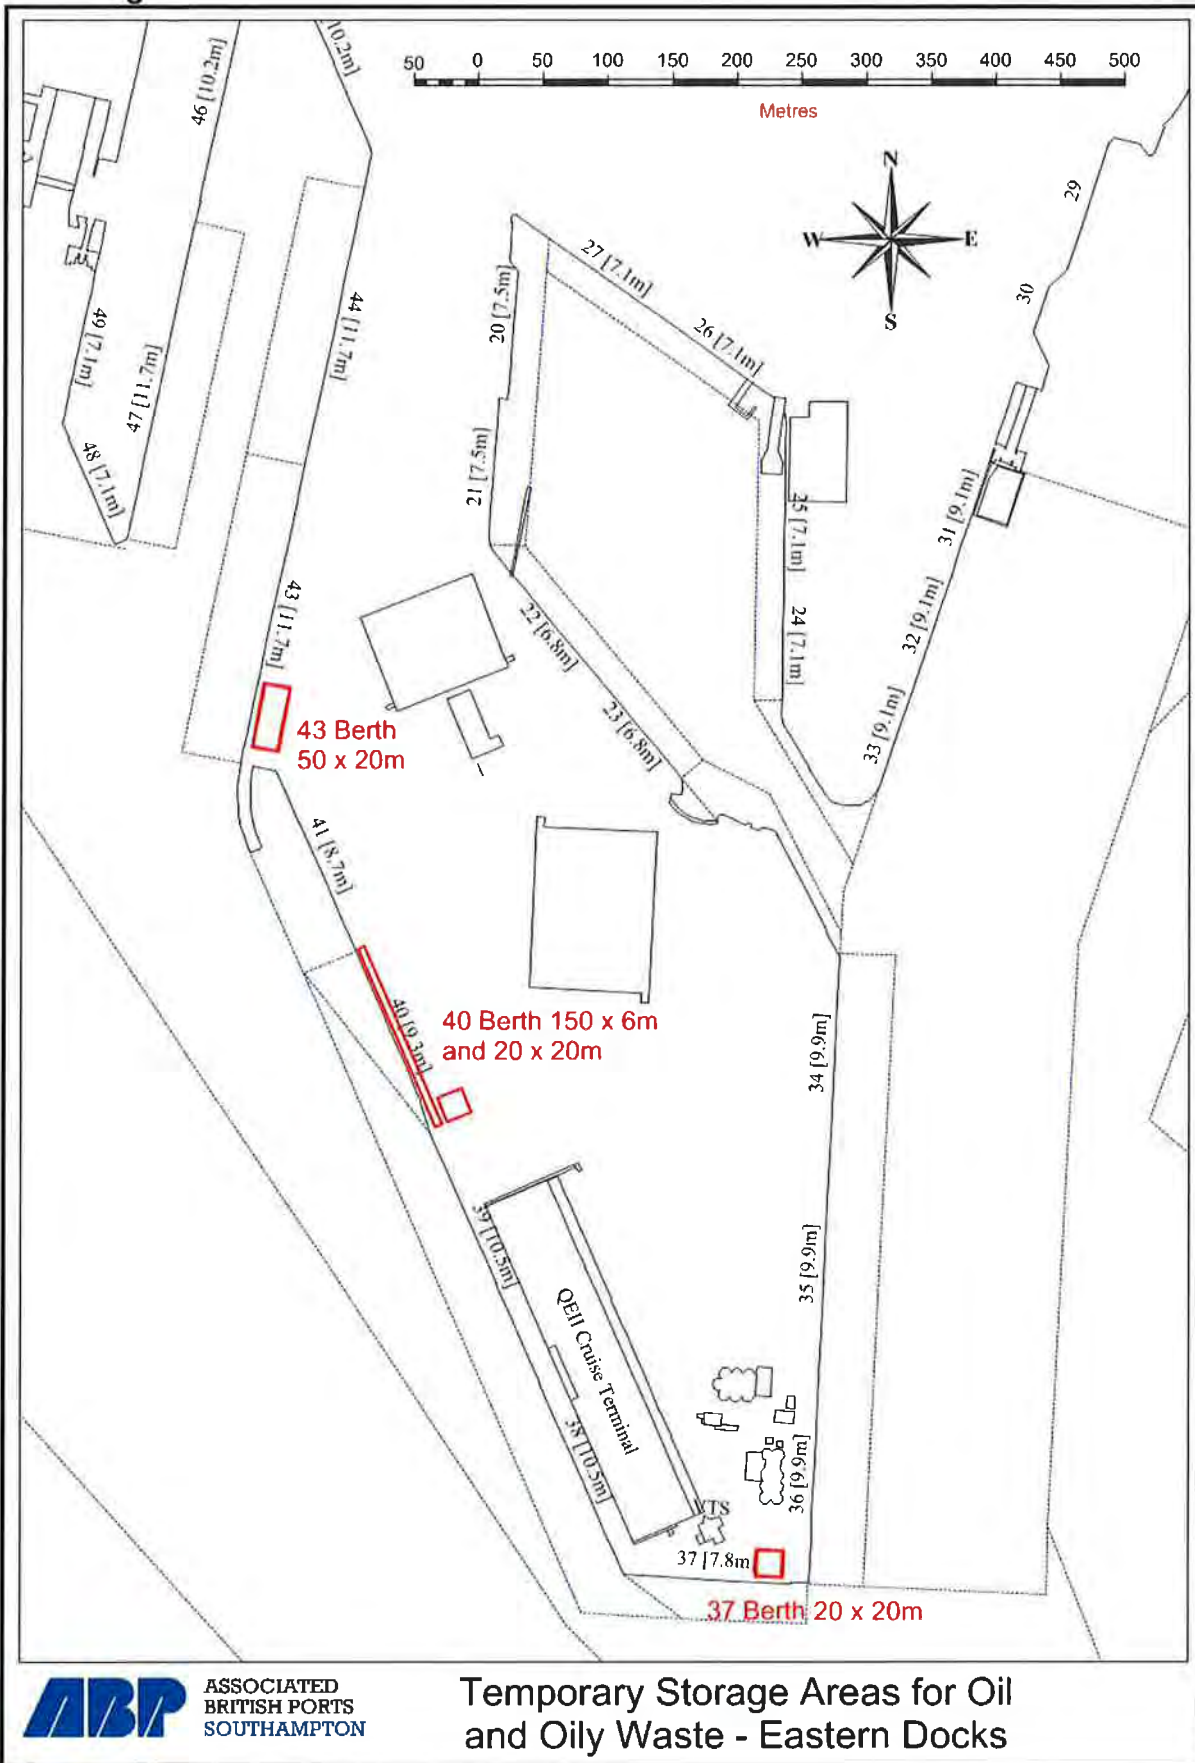 50 0 50 100 150 200 250 300 350 400 450 500
Metres
N
W E
S
10.2m]
46 [10.2m]
29
30
27 [7.1m]
26 [7.1m]
20 [7.5m]
44 [11.7m]
49 [7.1m]
47 [11.7m]
48 [7.1m]
21 [7.5m]
25 [7.1m]
31 [9.1m]
43 [11.7m]
22 [6.8m]
24 [7.1m]
32 [9.1m]
23 [6.8m]
33 [9.1m]
43 Berth
50 x 20m
41 [8.7m]
40 [9.3m]
40 Berth 150 x 6m
and 20 x 20m
34 [9.9m]
39 [10.5m]
35 [9.9m]
QEII Cruise Terminal
38 [10.5m]
36 [9.9m]
VTS
37 [7.8m
37 Berth 20 x 20m
ABP
ASSOCIATED
BRITISH PORTS
SOUTHAMPTON
Temporary Storage Areas for Oil
and Oily Waste - Eastern Docks